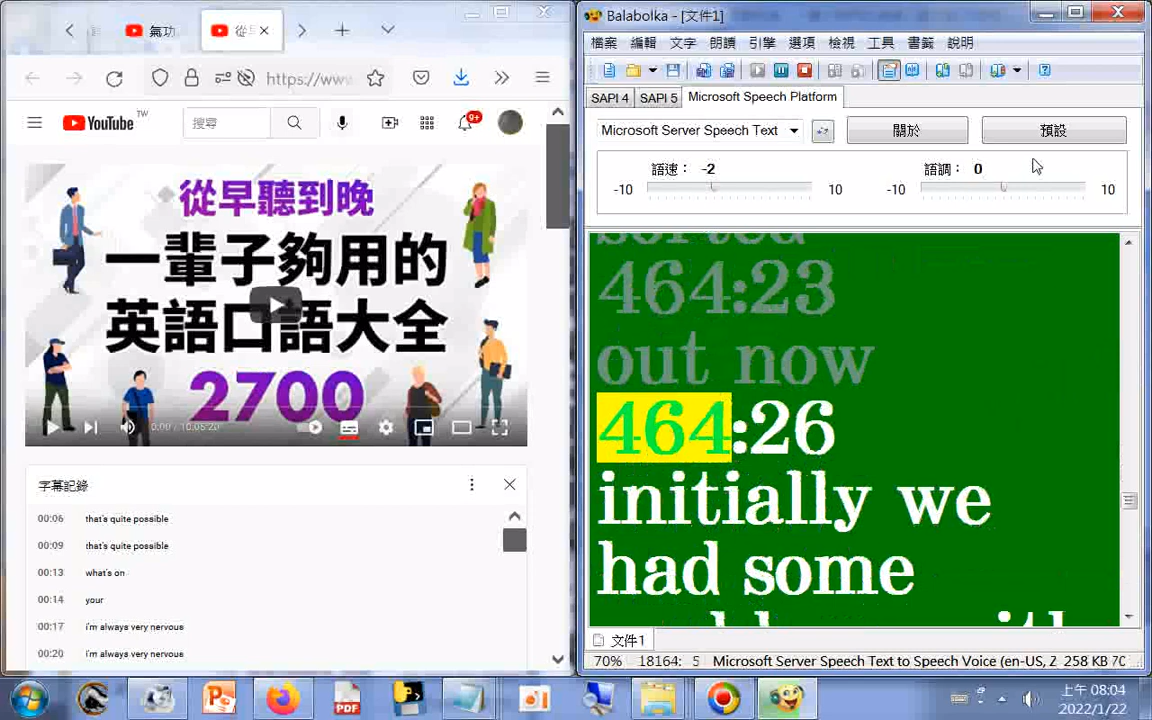 氣功
從
https://www
YouTube TW
搜尋
9+
從早聽到晚
一輩子夠用的
英語口語大全
2700
0:00 / 10:05:20
字幕記錄
00:06 that's quite possible
00:09 that's quite possible
00:13 what's on
00:14 your
00:17 i'm always very nervous
00:20 i'm always very nervous
Balabolka - [文件1]
檔案 編輯 文字 朗讀 引擎 選項 檢視 工具 書籤 說明
SAPI 4 SAPI 5 Microsoft Speech Platform
Microsoft Server Speech Text 關於 預設
語速： -2 語調： 0
-10 10 -10 10
sorted
464:23
out now
464:26
initially we
had some
文件1
70% 18164: 5 Microsoft Server Speech Text to Speech Voice (en-US, Z 258 KB
PDF
上午 08:04
2022/1/22